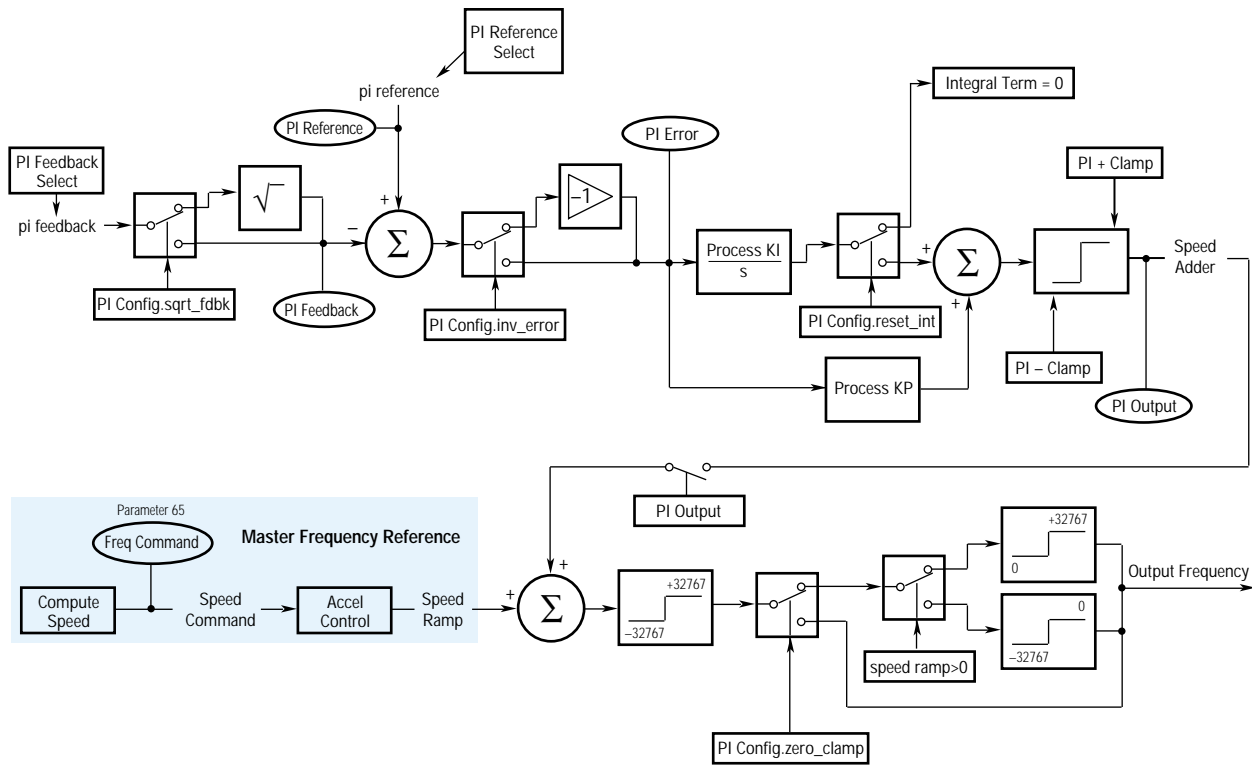 PI Reference
Select
pi reference
PI Reference
PI Error
Integral Term = 0
PI Feedback
Select
pi feedback
√
–1
+
–
Σ
PI Config.sqrt_fdbk
PI Feedback
PI Config.inv_error
Process KI
s
PI Config.reset_int
Process KP
+
+
Σ
PI + Clamp
PI – Clamp
Speed
Adder
PI Output
PI Output
Parameter 65
Freq Command
Master Frequency Reference
Compute
Speed
Speed
Command
Accel
Control
Speed
Ramp
+
+
Σ
+32767
–32767
speed ramp>0
PI Config.zero_clamp
+32767
0
0
–32767
Output Frequency